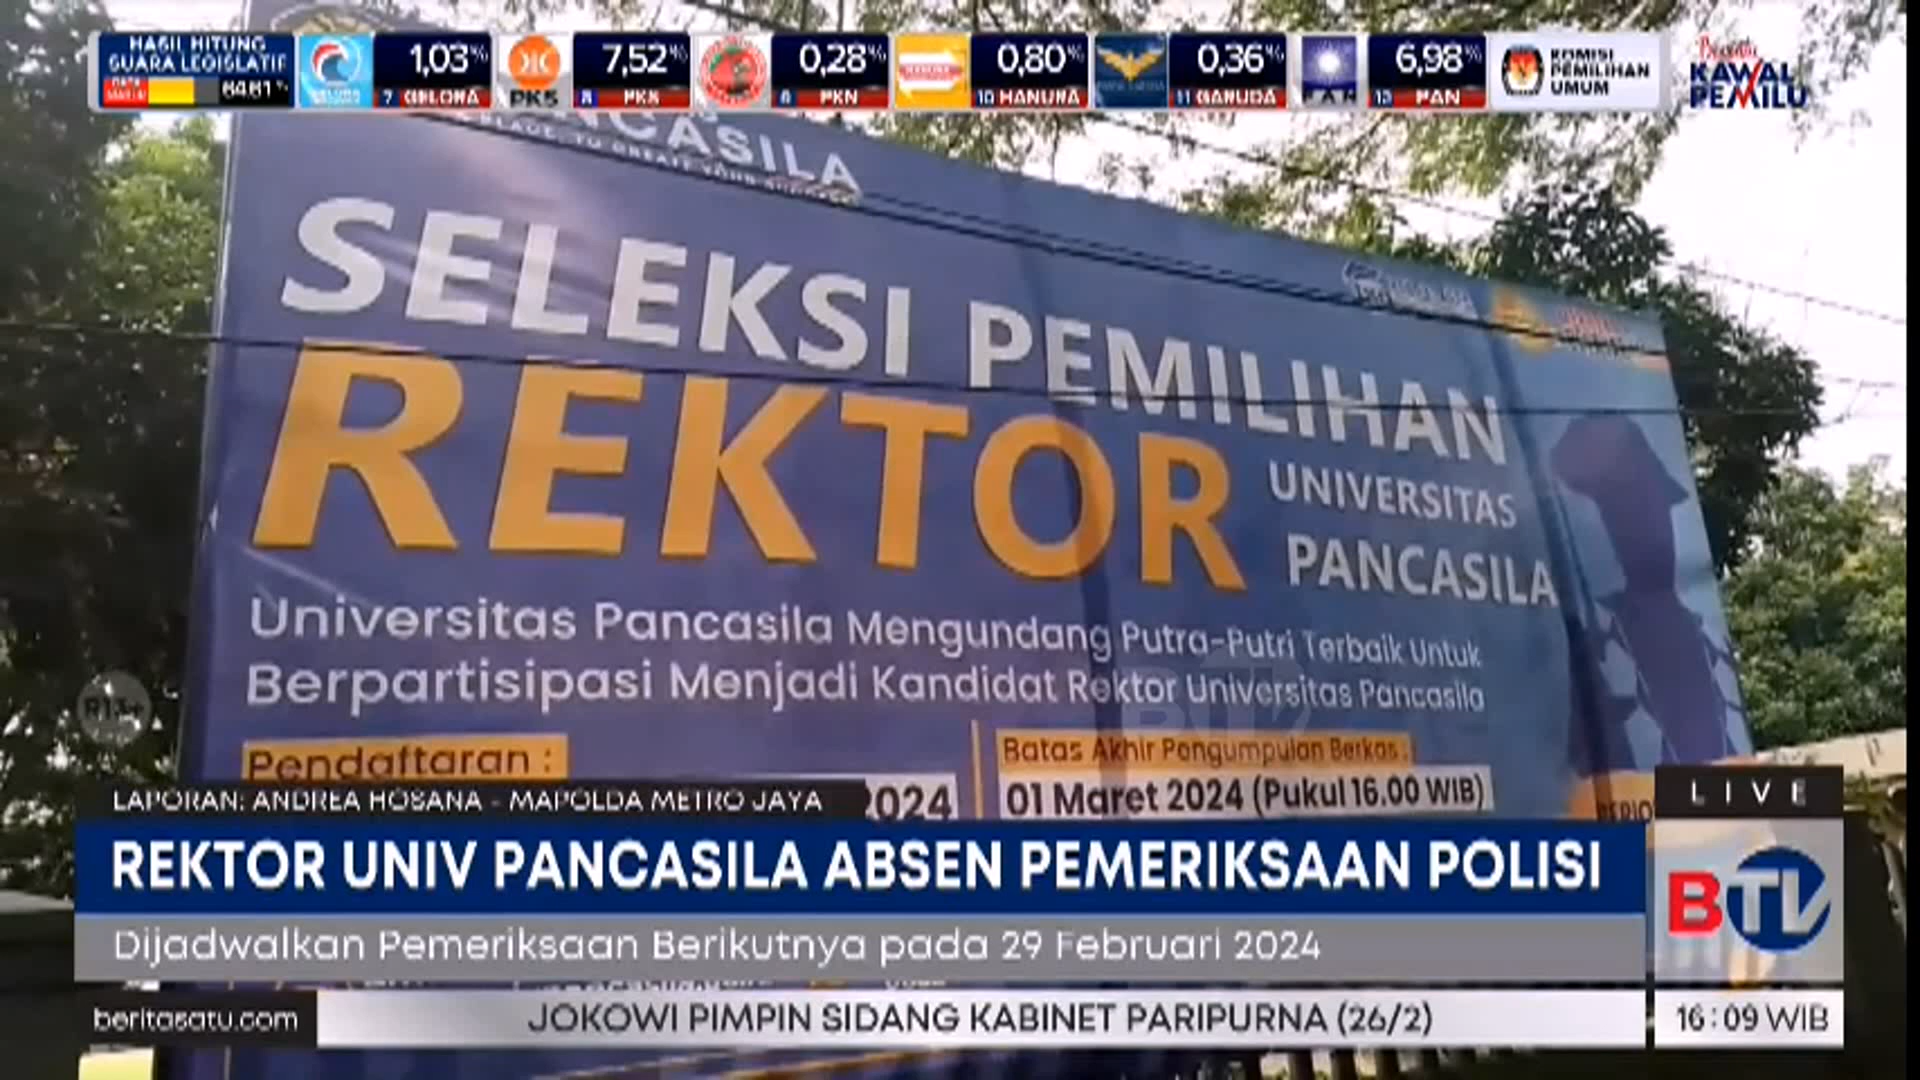 HASIL HITUNG
SUARA LEGISLATIF
64.61%
1,03%
7 GELORA
PKS
7,52%
8 PKS
0,28%
PKN
0,80%
10 HANURA
0,36%
11 GARUDA
PAN
6,98%
PAN
KOMISI
PEMILIHAN
UMUM
KAWAL
PEMILU
PANCASILA
SELEKSI PEMILIHAN
REKTOR
UNIVERSITAS
PANCASILA
Universitas Pancasila Mengundang Putra-Putri Terbaik Untuk
Berpartisipasi Menjadi Kandidat Rektor Universitas Pancasila
R13+
BTV
Pendaftaran :
2024
Batas Akhir Pengumpulan Berkas :
01 Maret 2024 (Pukul 16.00 WIB)
LAPORAN: ANDREA HOSANA - MAPOLDA METRO JAYA
LIVE
REKTOR UNIV PANCASILA ABSEN PEMERIKSAAN POLISI
Dijadwalkan Pemeriksaan Berikutnya pada 29 Februari 2024
BTV
beritasatu.com
JOKOWI PIMPIN SIDANG KABINET PARIPURNA (26/2)
16:09 WIB